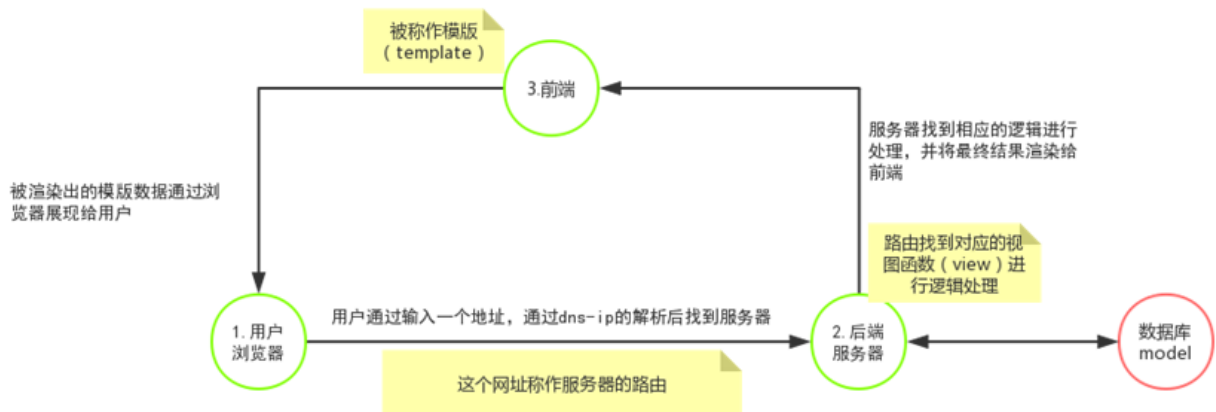 被称作模版
（template）
3.前端
服务器找到相应的逻辑进行
处理，并将最终结果渲染给
前端
被渲染出的模版数据通过浏
览器展现给用户
路由找到对应的视
图函数（view）进
行逻辑处理
用户通过输入一个地址，通过dns-ip的解析后找到服务器
1. 用户
浏览器
2. 后端
服务器
数据库
model
这个网址称作服务器的路由